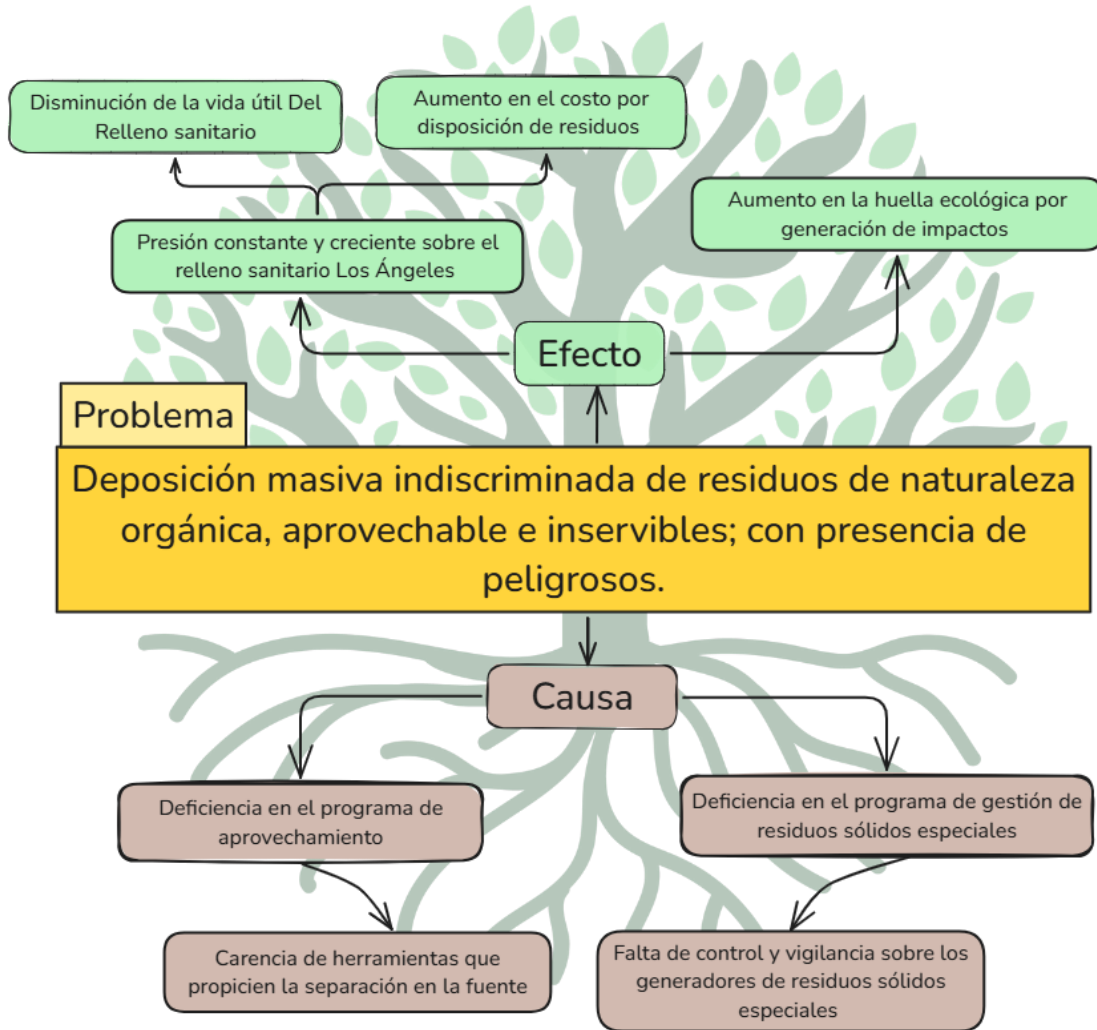 Disminución de la vida útil Del
Relleno sanitario
Aumento en el costo por
disposición de residuos
Presión constante y creciente sobre el
relleno sanitario Los Ángeles
Aumento en la huella ecológica por
generación de impactos
Efecto
Problema
Deposición masiva indiscriminada de residuos de naturaleza
orgánica, aprovechable e inservibles; con presencia de
peligrosos.
Causa
Deficiencia en el programa de
aprovechamiento
Deficiencia en el programa de gestión de
residuos sólidos especiales
Carencia de herramientas que
propicien la separación en la fuente
Falta de control y vigilancia sobre los
generadores de residuos sólidos
especiales